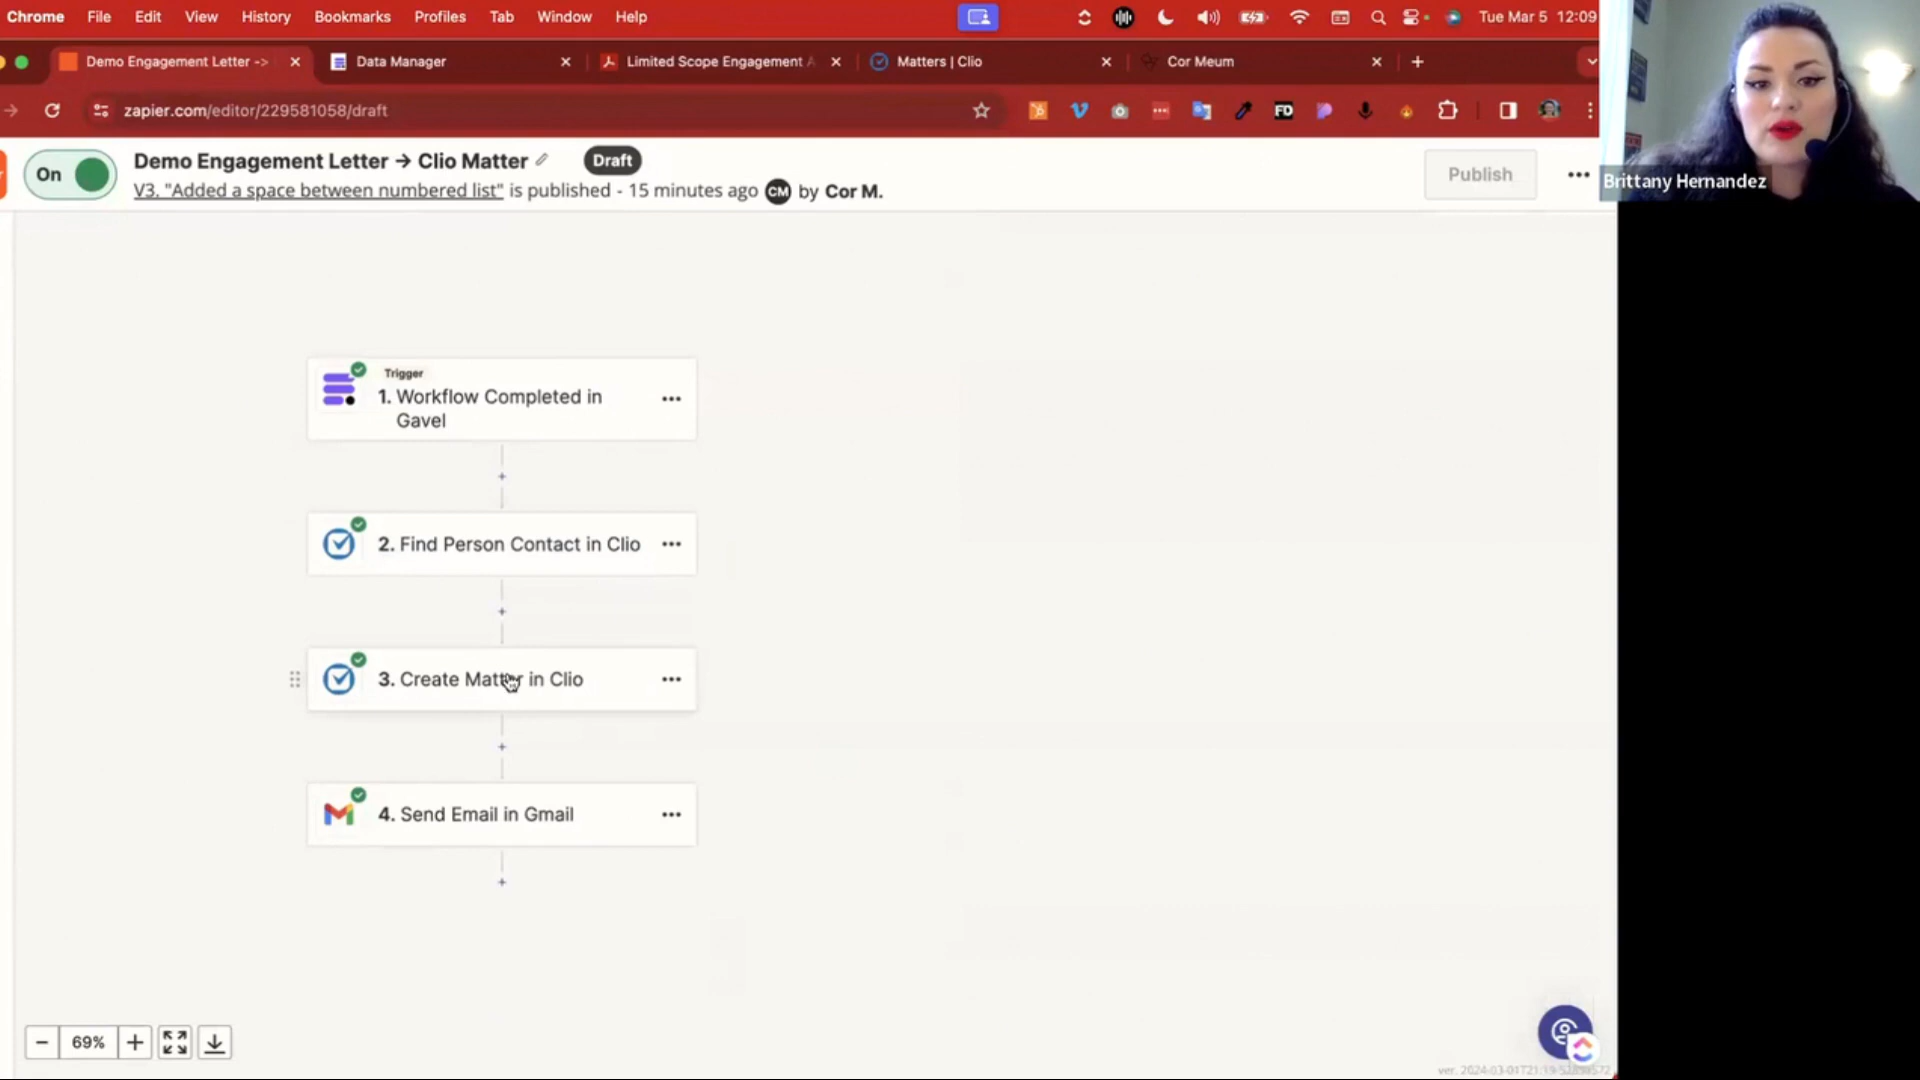 Chrome File Edit View History Bookmarks Profiles Tab Window Help Tue Mar 5 12:09
Demo Engagement Letter -> Data Manager Limited Scope Engagement A Matters | Clio Cor Meum
zapier.com/editor/229581058/draft FD
On Demo Engagement Letter → Clio Matter Draft Publish
V3. "Added a space between numbered list" is published - 15 minutes ago CM by Cor M.
Brittany Hernandez
Trigger
1. Workflow Completed in
Gavel
2. Find Person Contact in Clio
3. Create Matter in Clio
4. Send Email in Gmail
69%